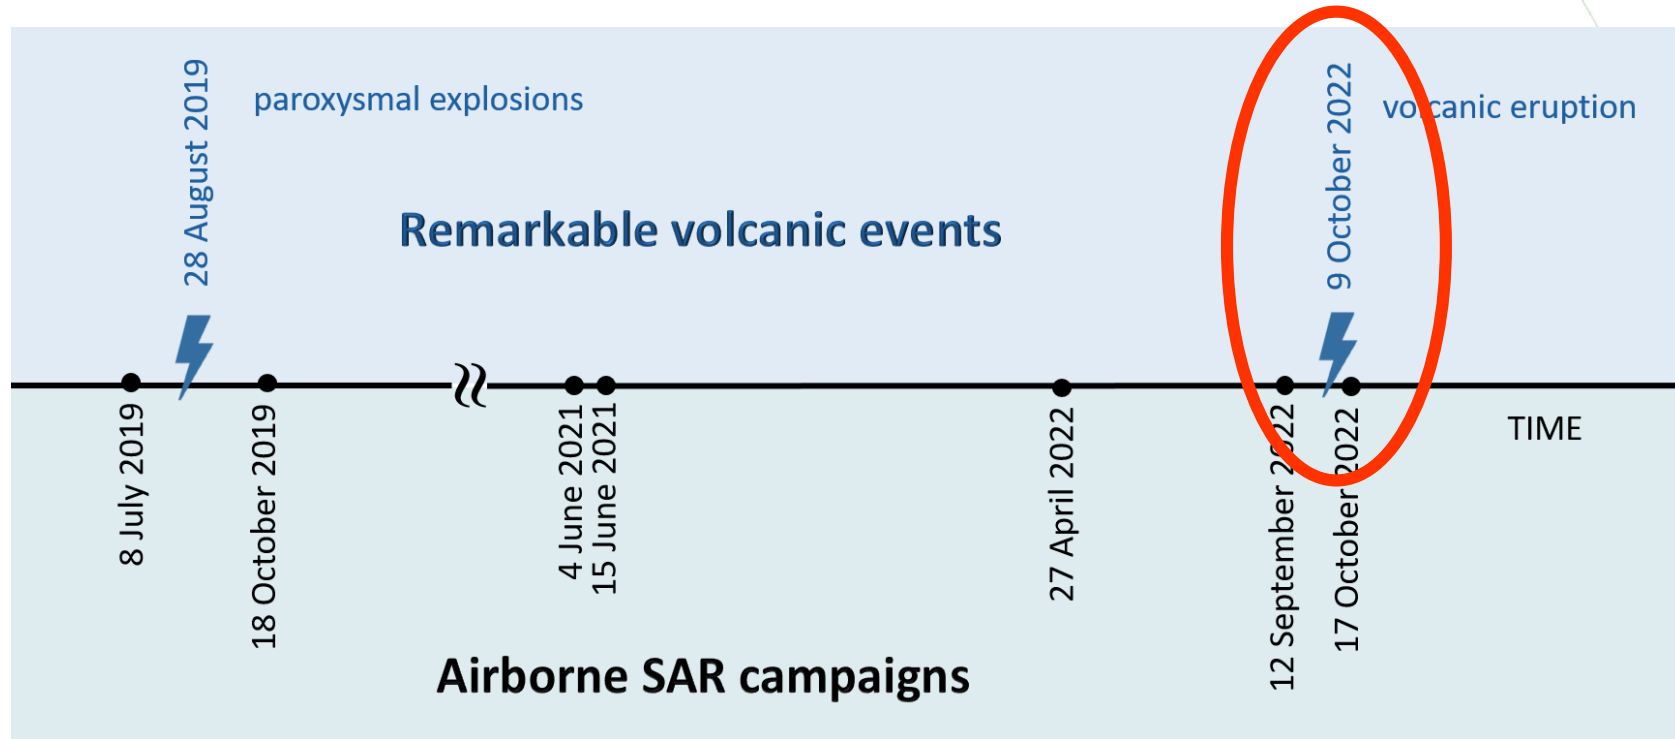 28 August 2019
paroxysmal explosions
9 October 2022
volcanic eruption
Remarkable volcanic events
8 July 2019
18 October 2019
4 June 2021
15 June 2021
27 April 2022
12 September 2022
17 October 2022
TIME
Airborne SAR campaigns